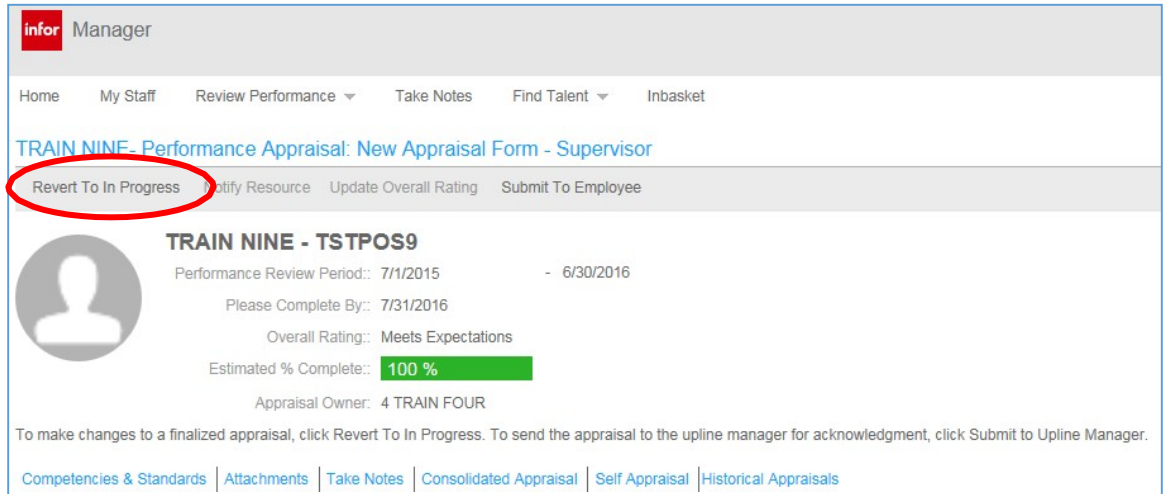 infor Manager
Home My Staff Review Performance Take Notes Find Talent Inbasket
TRAIN NINE- Performance Appraisal: New Appraisal Form - Supervisor
Revert To In Progress Notify Resource Update Overall Rating Submit To Employee
TRAIN NINE - TSTPOS9
Performance Review Period:: 7/1/2015 - 6/30/2016
Please Complete By:: 7/31/2016
Overall Rating:: Meets Expectations
Estimated % Complete:: 100 %
Appraisal Owner: 4 TRAIN FOUR
To make changes to a finalized appraisal, click Revert To In Progress. To send the appraisal to the upline manager for acknowledgment, click Submit to Upline Manager.
Competencies & Standards | Attachments | Take Notes | Consolidated Appraisal | Self Appraisal | Historical Appraisals